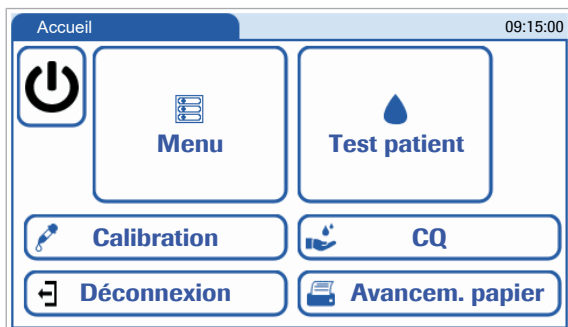 Accueil
09:15:00
Menu
Test patient
Calibration
CQ
Déconnexion
Avancem. papier